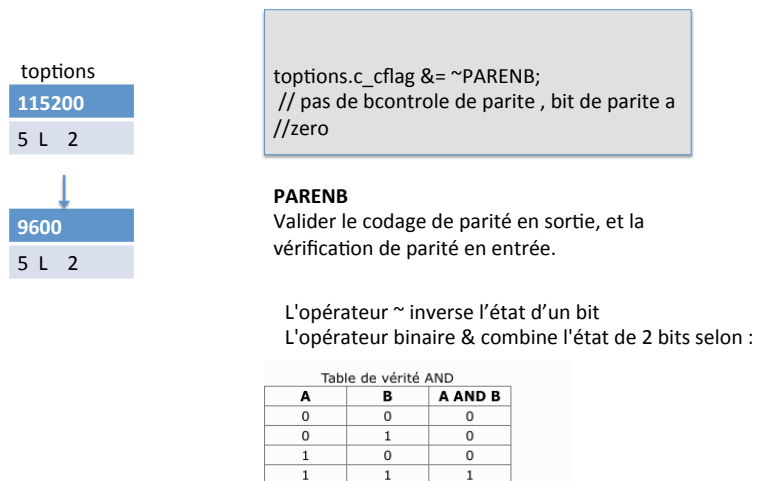 toptions
115200
5 L 2
9600
5 L 2
toptions.c_cflag &= ~PARENB;
// pas de bcontrole de parite , bit de parite a
//zero
PARENB
Valider le codage de parité en sortie, et la
vérification de parité en entrée.
L'opérateur ~ inverse l’état d’un bit
L'opérateur binaire & combine l'état de 2 bits selon :
Table de vérité AND
A B A AND B
0 0 0
0 1 0
1 0 0
1 1 1